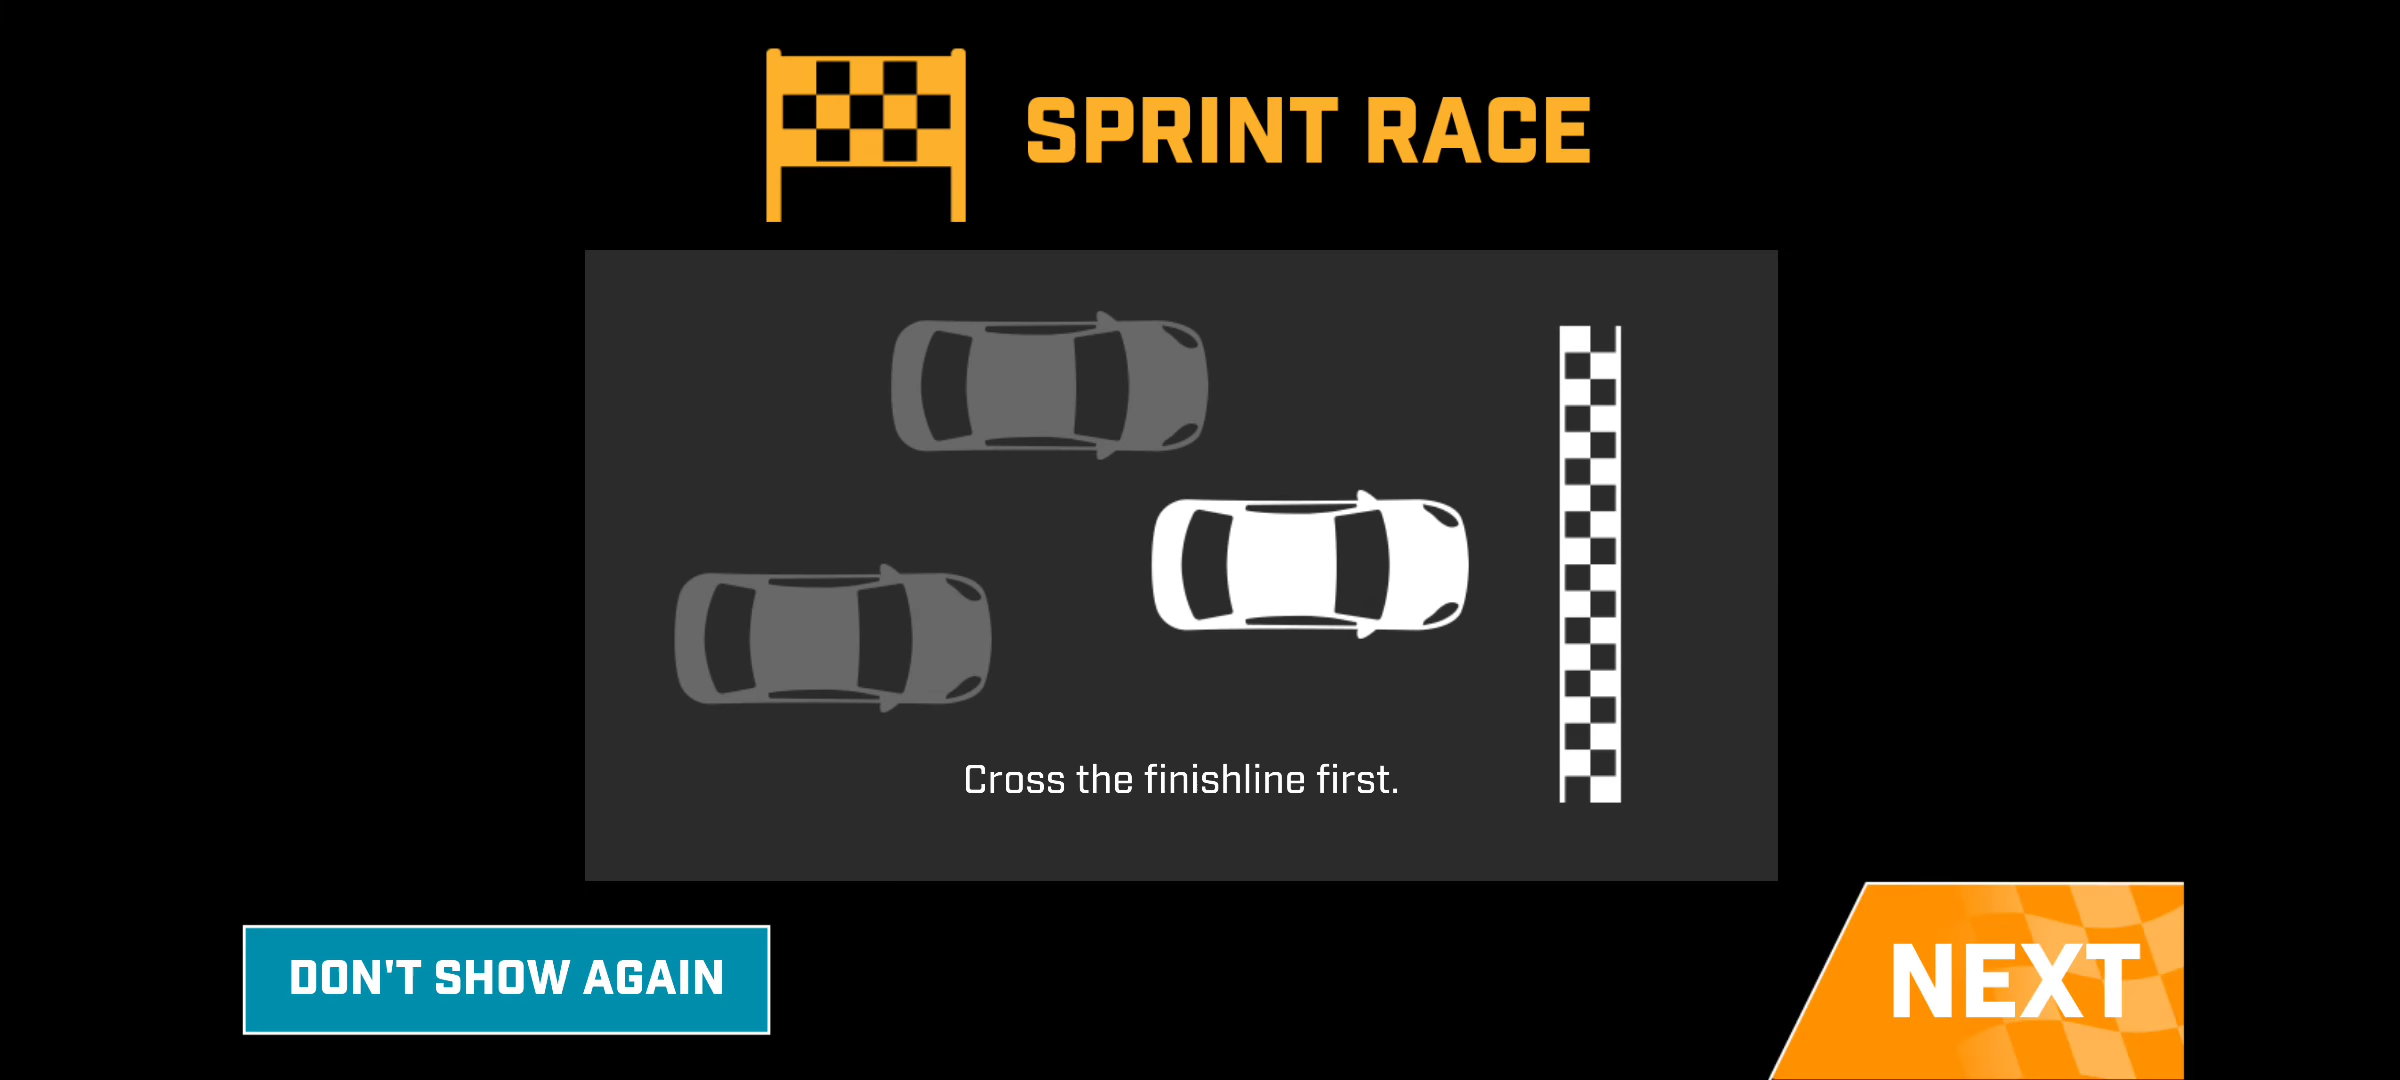 SPRINT RACE
Cross the finishline first.
DON'T SHOW AGAIN
NEXT